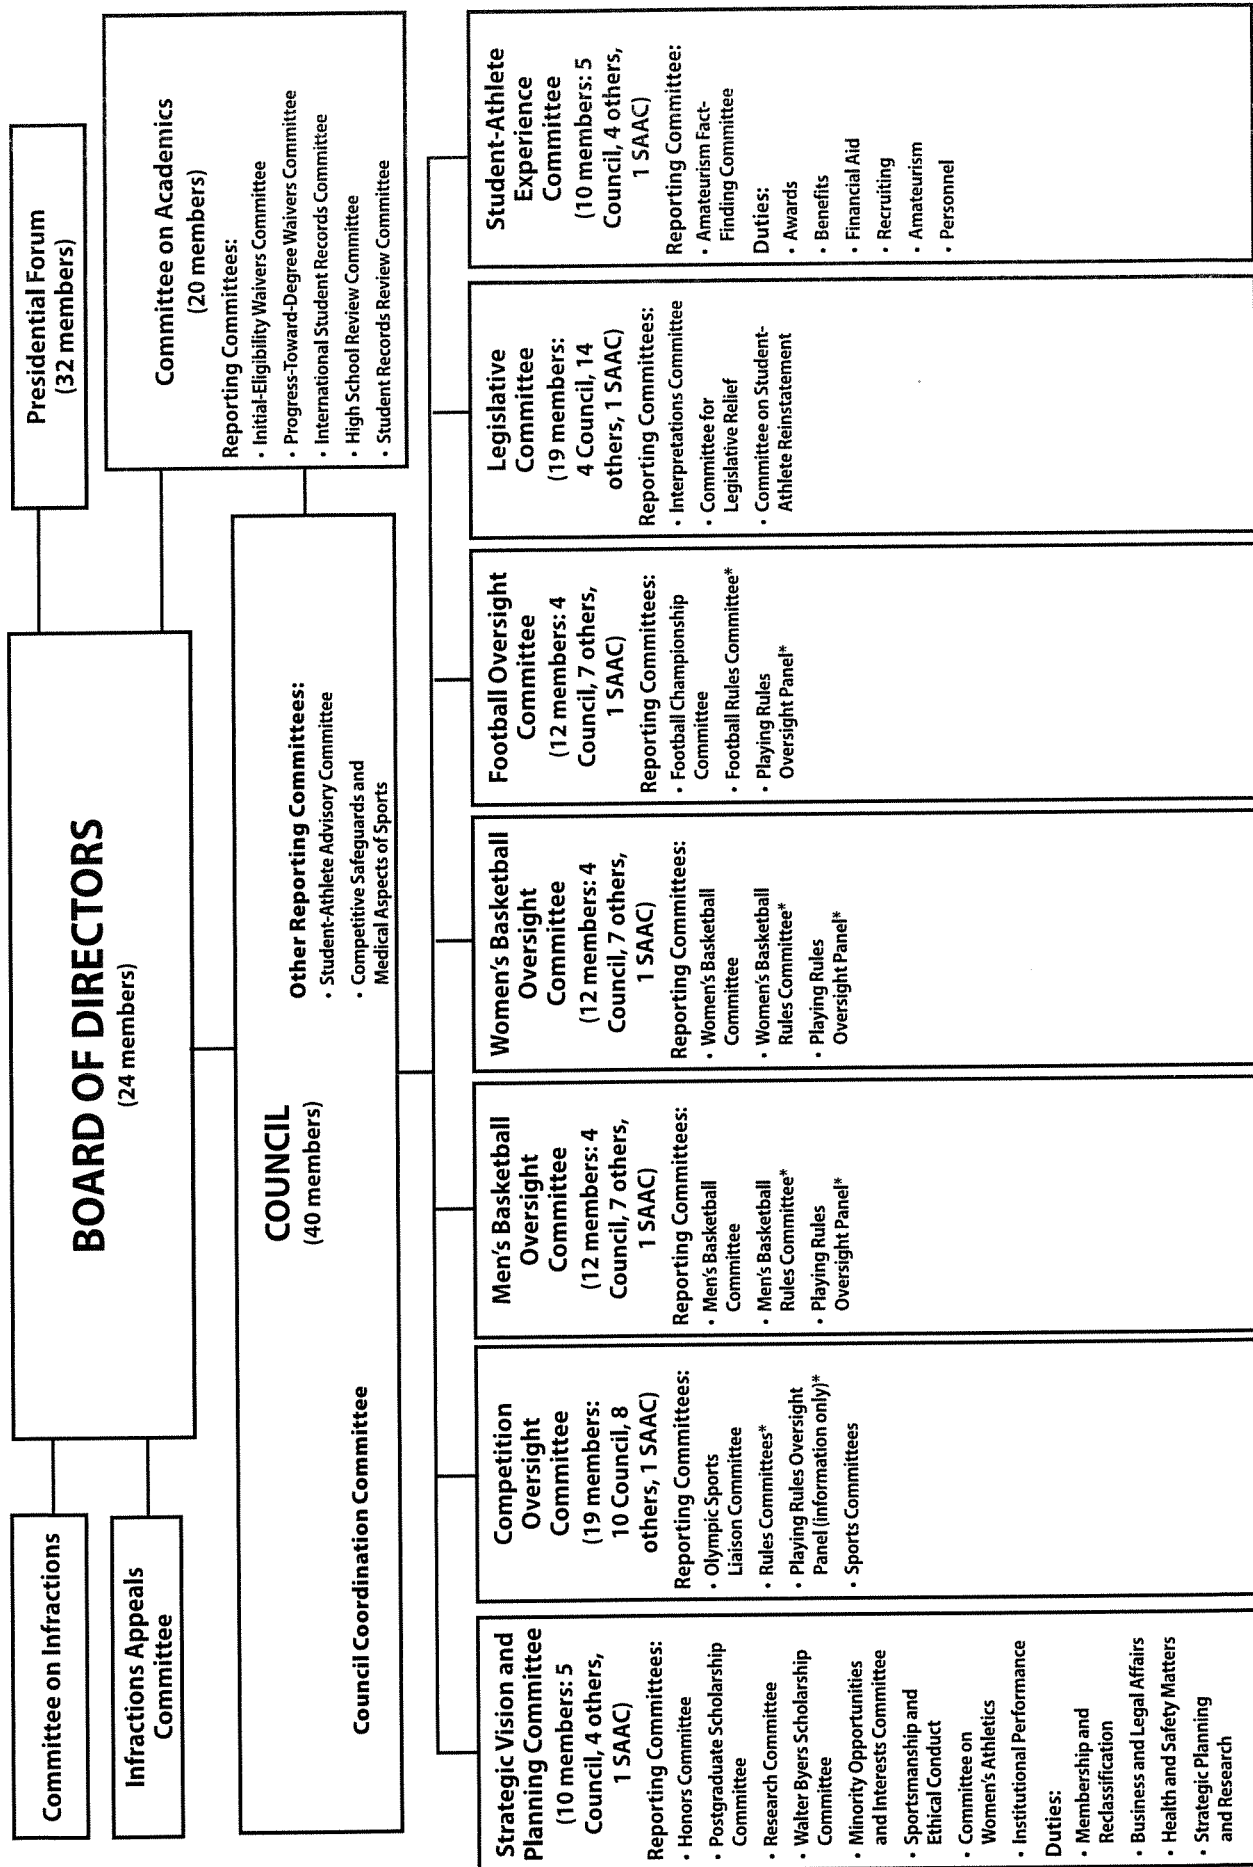 Committee on Infractions
Infractions Appeals
Committee
BOARD OF DIRECTORS
(24 members)
Presidential Forum
(32 members)
Committee on Academics
(20 members)
Reporting Committees:
• Initial-Eligibility Waivers Committee
• Progress-Toward-Degree Waivers Committee
• International Student Records Committee
• High School Review Committee
• Student Records Review Committee
COUNCIL
(40 members)
Council Coordination Committee
Other Reporting Committees:
• Student-Athlete Advisory Committee
• Competitive Safeguards and
Medical Aspects of Sports
Strategic Vision and
Planning Committee
(10 members: 5
Council, 4 others,
1 SAAC)
Reporting Committees:
• Honors Committee
• Postgraduate Scholarship
Committee
• Research Committee
• Walter Byers Scholarship
Committee
• Minority Opportunities
and Interests Committee
• Sportsmanship and
Ethical Conduct
• Committee on
Women's Athletics
• Institutional Performance
Duties:
• Membership and
Reclassification
• Business and Legal Affairs
• Health and Safety Matters
• Strategic Planning
and Research
Competition
Oversight
Committee
(19 members:
10 Council, 8
others, 1 SAAC)
Reporting Committees:
• Olympic Sports
Liaison Committee
• Rules Committees*
• Playing Rules Oversight
Panel (information only)*
• Sports Committees
Men's Basketball
Oversight
Committee
(12 members: 4
Council, 7 others,
1 SAAC)
Reporting Committees:
• Men's Basketball
Committee
• Men's Basketball
Rules Committee*
• Playing Rules
Oversight Panel*
Women's Basketball
Oversight
Committee
(12 members: 4
Council, 7 others,
1 SAAC)
Reporting Committees:
• Women's Basketball
Committee
• Women's Basketball
Rules Committee*
• Playing Rules
Oversight Panel*
Football Oversight
Committee
(12 members: 4
Council, 7 others,
1 SAAC)
Reporting Committees:
• Football Championship
Committee
• Football Rules Committee*
• Playing Rules
Oversight Panel*
Legislative
Committee
(19 members:
4 Council, 14
others, 1 SAAC)
Reporting Committees:
• Interpretations Committee
• Committee for
Legislative Relief
• Committee on Student-
Athlete Reinstatement
Student-Athlete
Experience
Committee
(10 members: 5
Council, 4 others,
1 SAAC)
Reporting Committee:
• Amateurism Fact-
Finding Committee
Duties:
• Awards
• Benefits
• Financial Aid
• Recruiting
• Amateurism
• Personnel